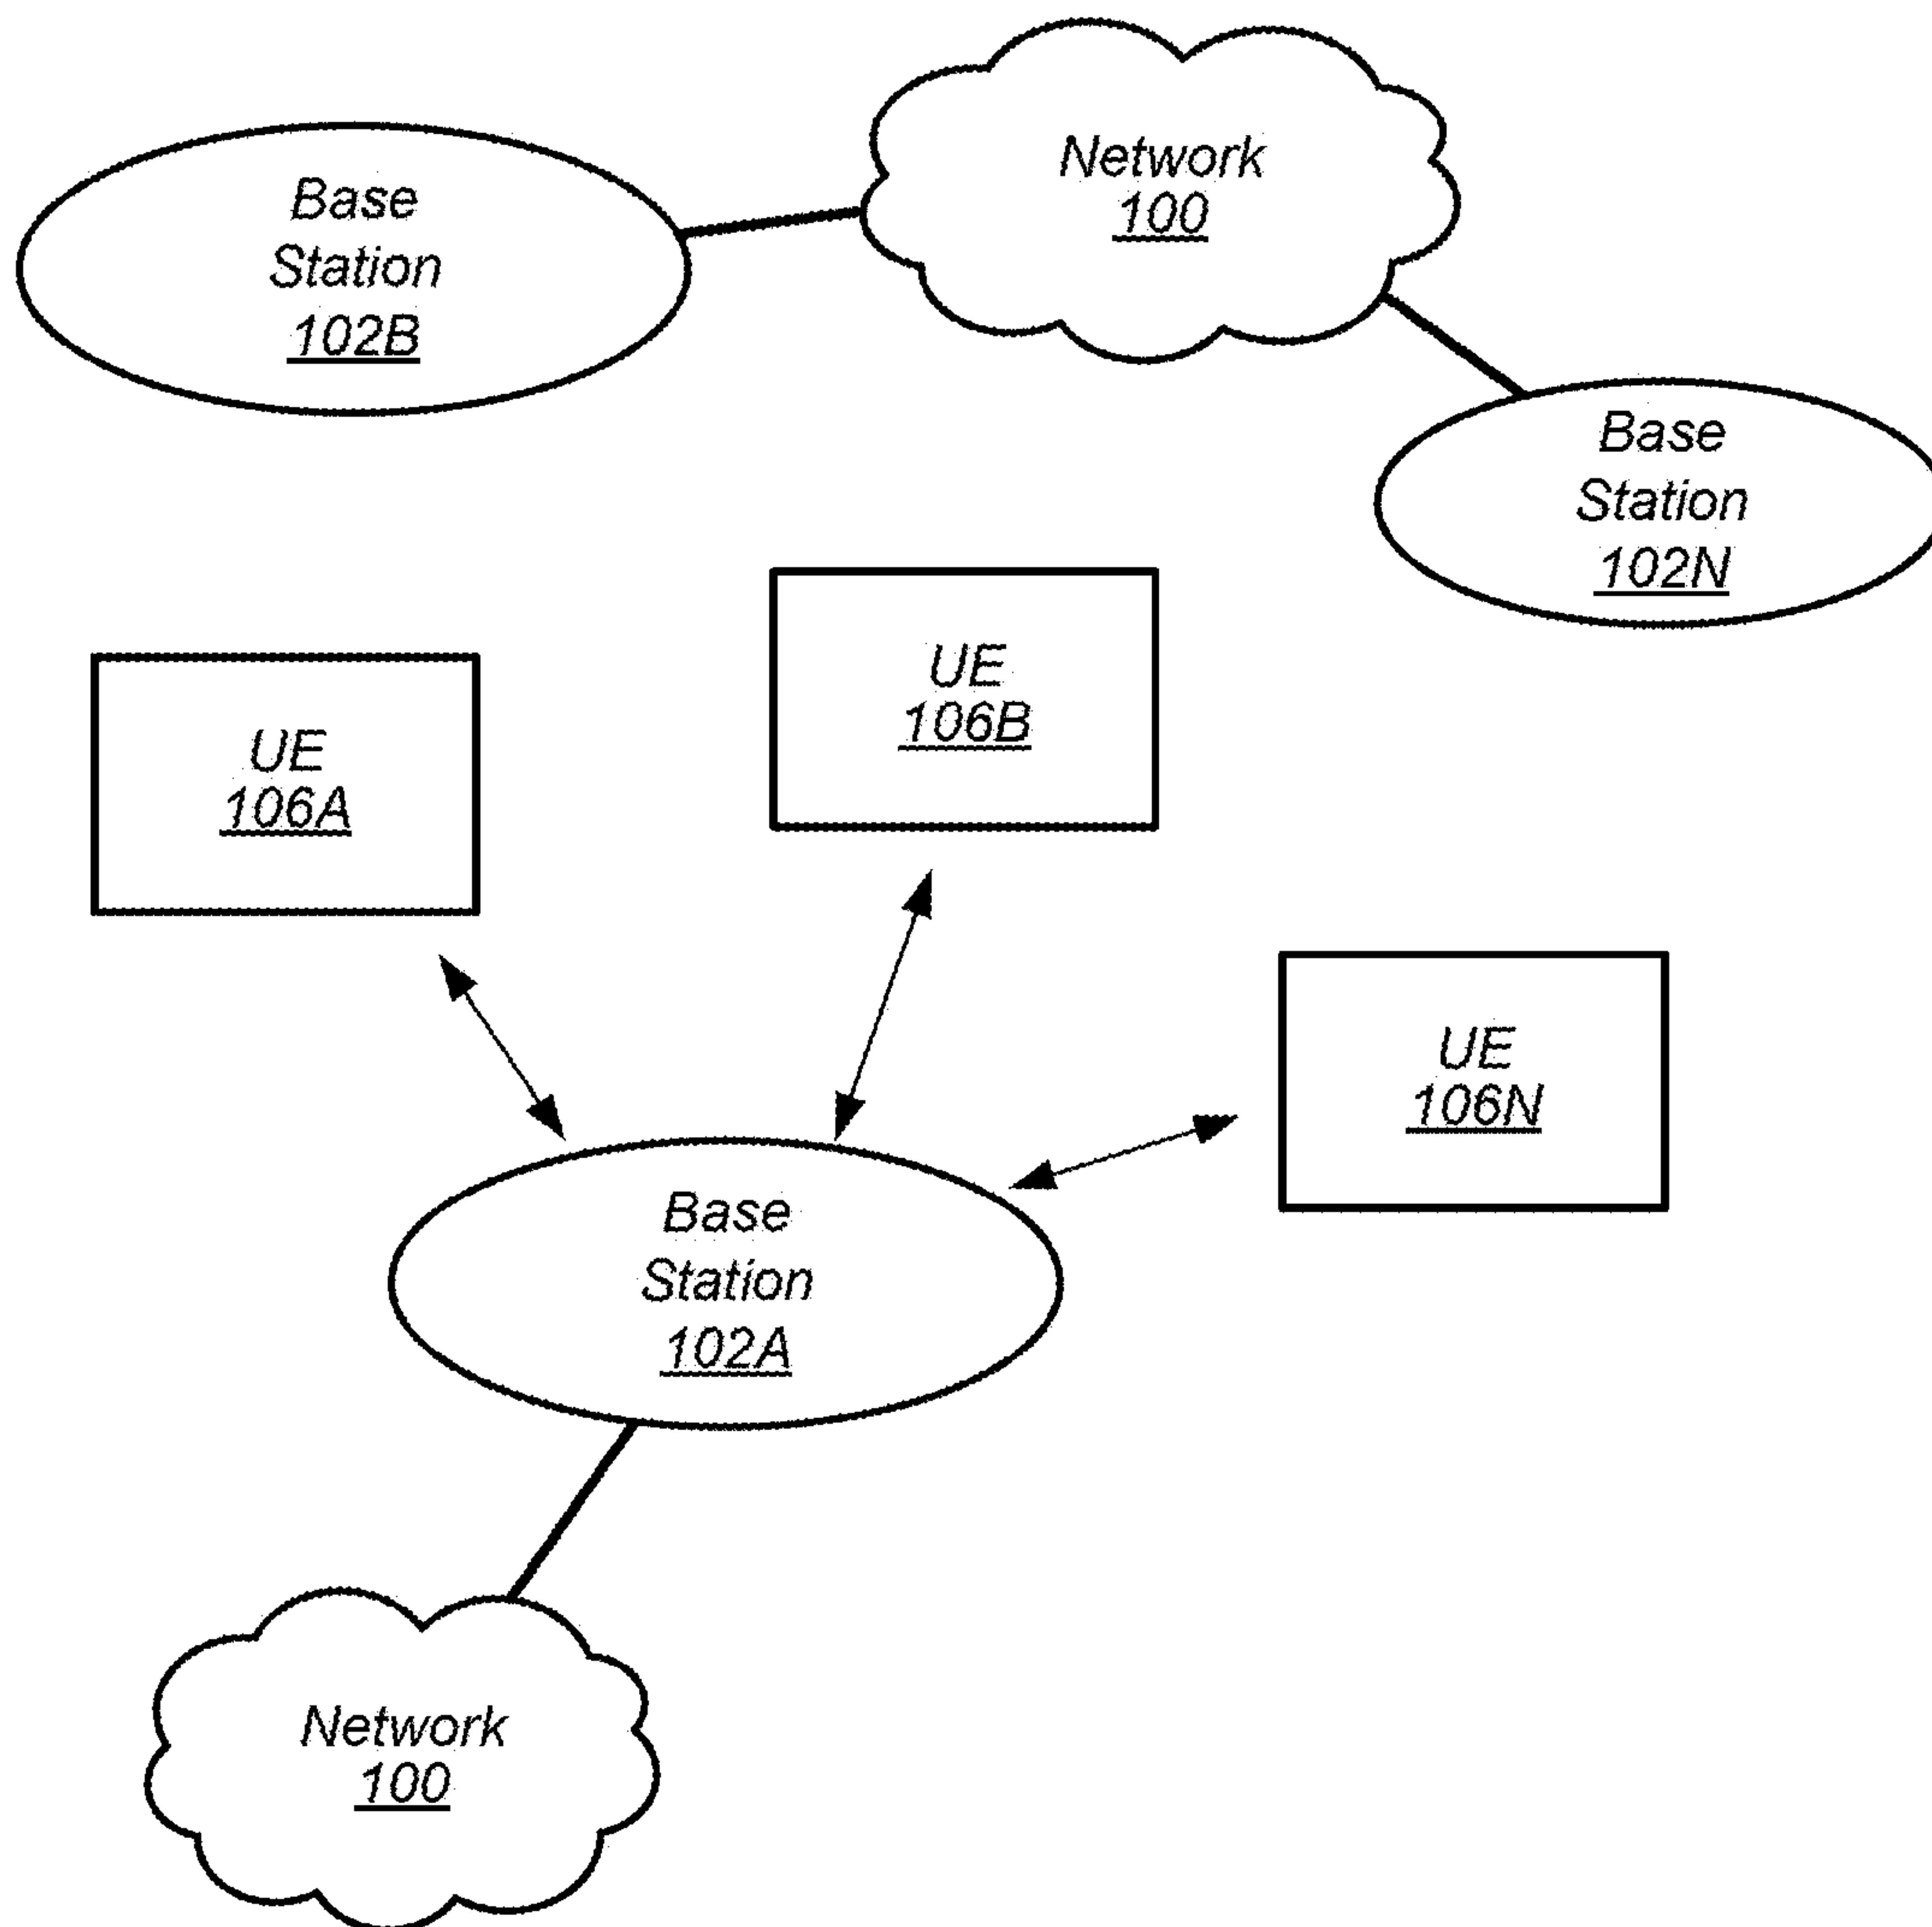 Network
100
Base
Station
102B
Base
Station
102N
UE
106B
UE
106A
UE
106N
Base
Station
102A
Network
100